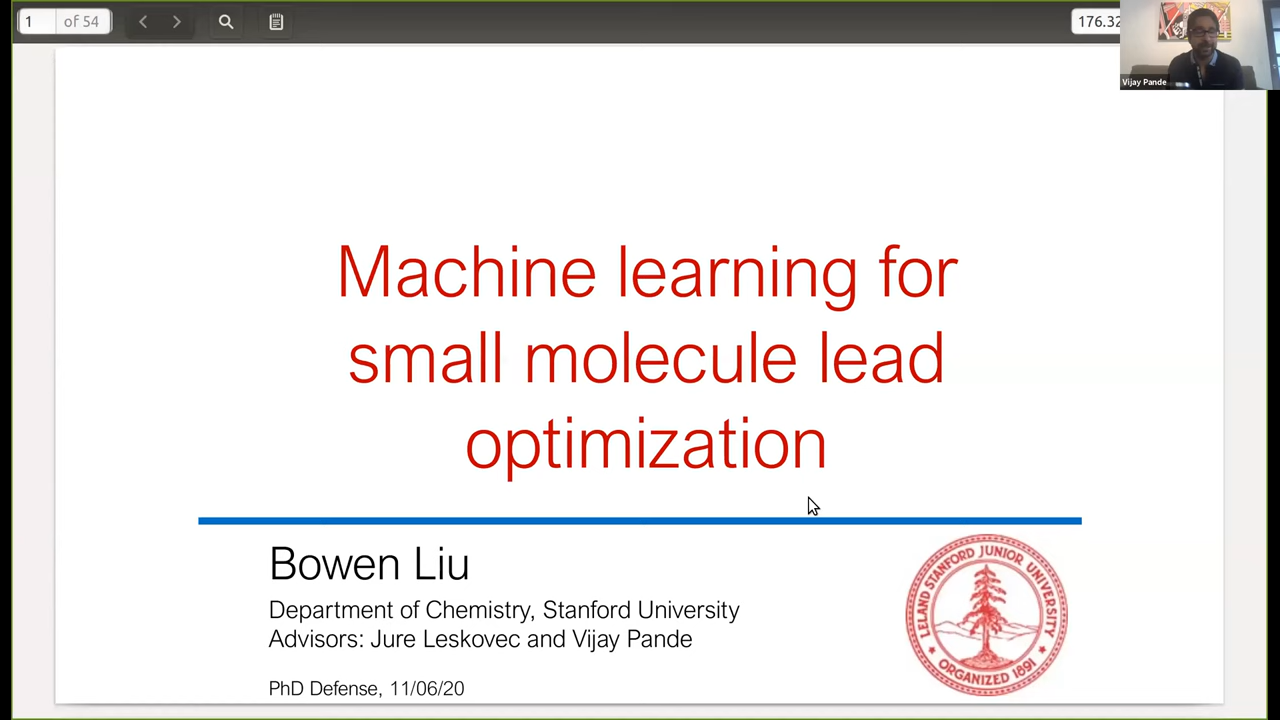 1 of 54
176.32
Vijay Pande
Machine learning for
small molecule lead
optimization
Bowen Liu
Department of Chemistry, Stanford University
Advisors: Jure Leskovec and Vijay Pande
PhD Defense, 11/06/20
LELAND STANFORD JUNIOR UNIVERSITY
ORGANIZED 1891